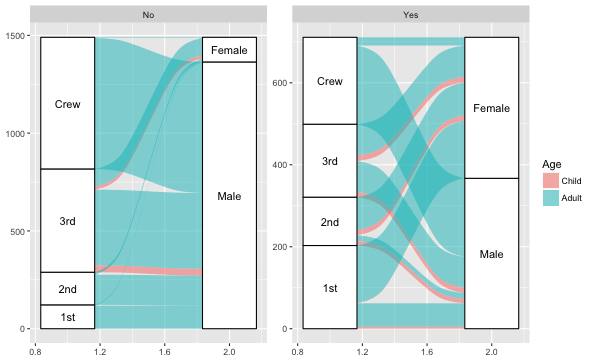 No
Yes
1500
1000
500
0
Crew
3rd
2nd
1st
Female
Male
0.8
1.2
1.6
2.0
600
400
200
0
Crew
3rd
2nd
1st
Female
Male
0.8
1.2
1.6
2.0
Age
Child
Adult